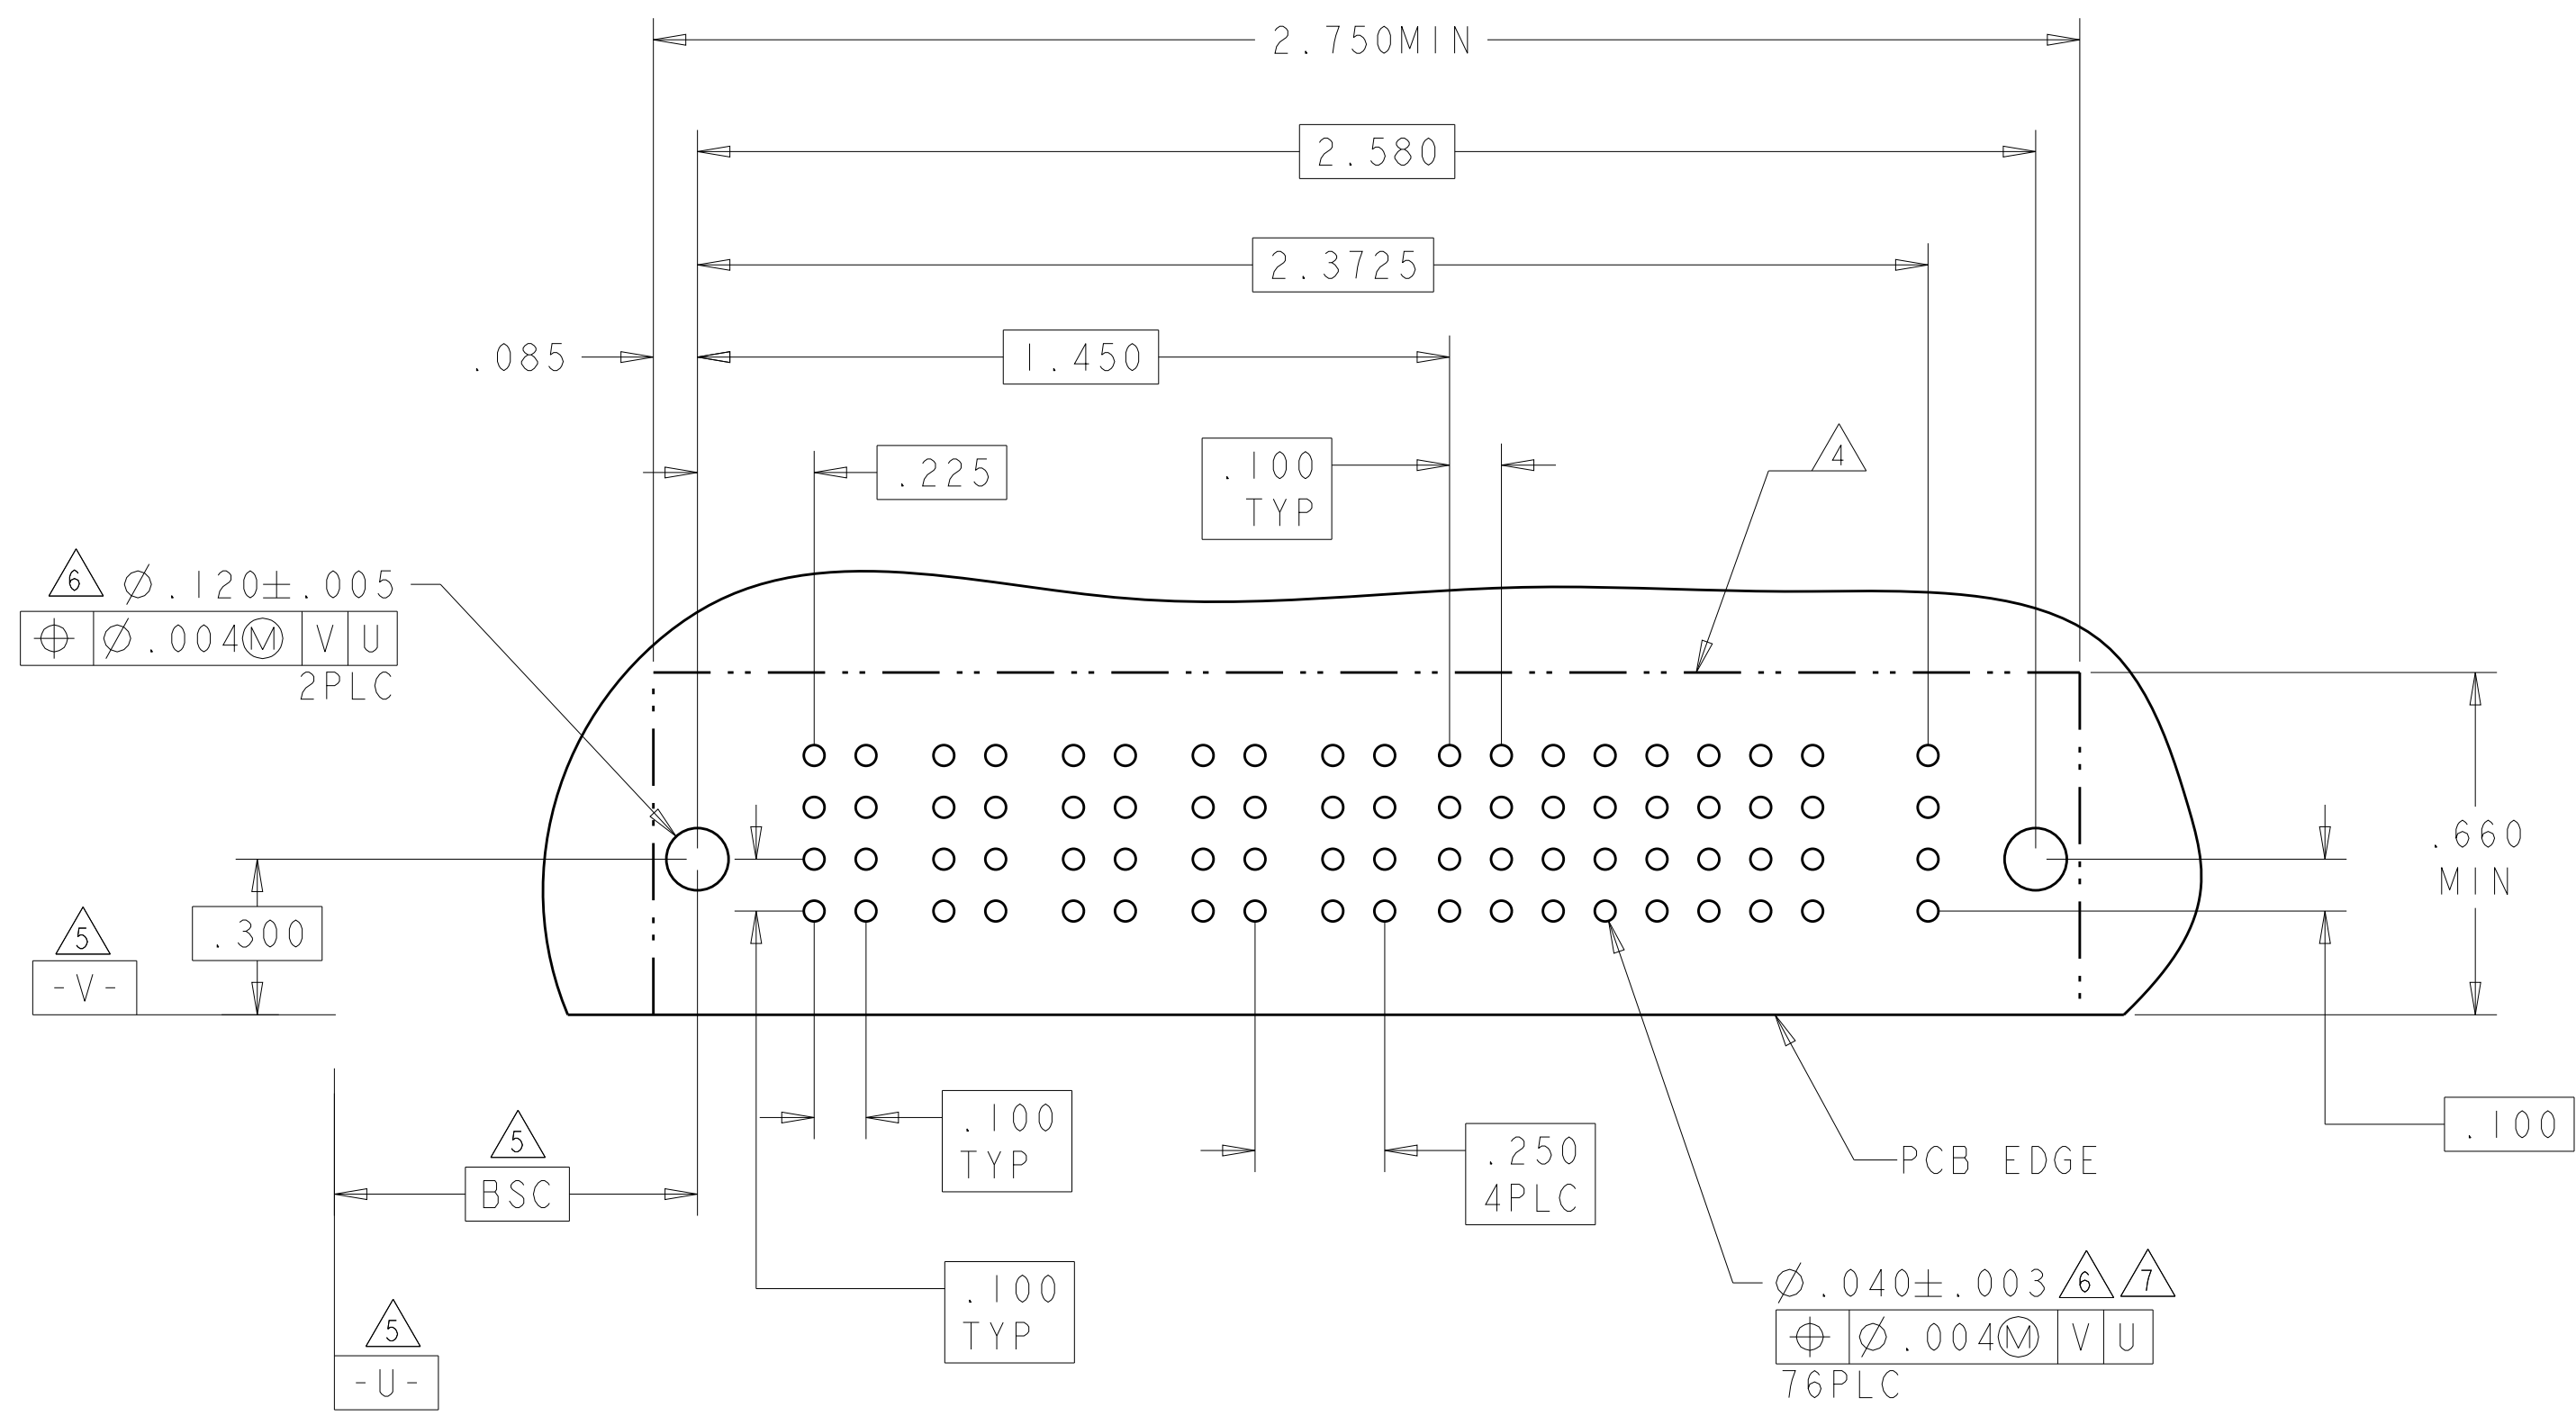 2.750MIN
2.580
2.3725
.085
1.450
.225
.100
TYP
4
6 ⌀.120±.005
⌖ ⌀.004Ⓜ V U
2PLC
.660
MIN
.300
5
-V-
.100
TYP
5
BSC
.250
4PLC
PCB EDGE
.100
.100
TYP
5
-U-
⌀.040±.003 6 7
⌖ ⌀.004Ⓜ V U
76PLC